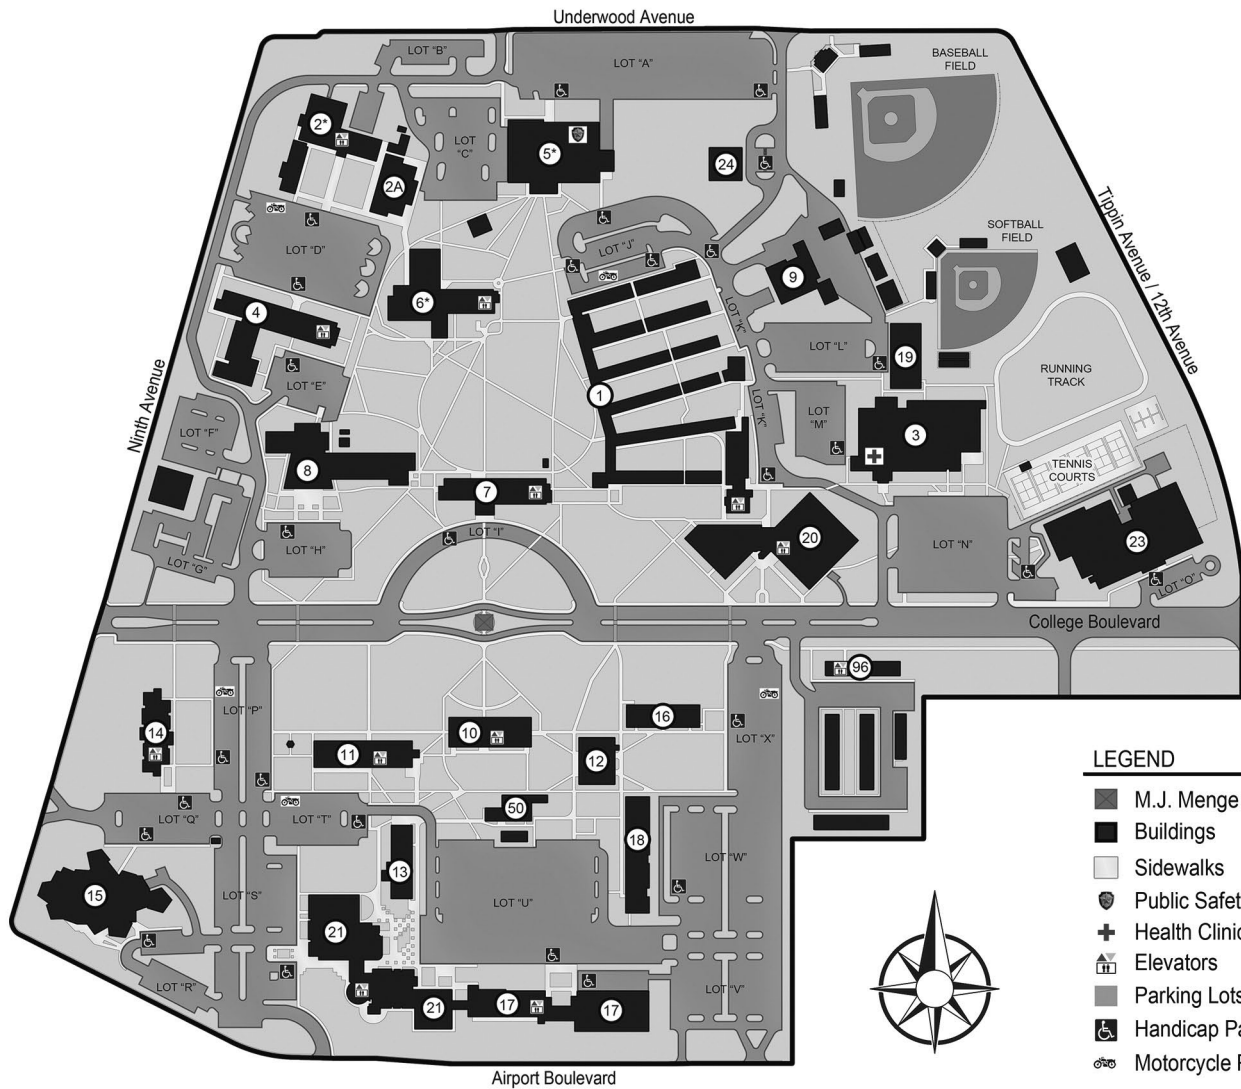 Underwood Avenue
LOT "B"
LOT "A"
BASEBALL
FIELD
2*
LOT
"C"
5*
24
2A
Tippin Avenue / 12th Avenue
LOT "D"
LOT "J"
SOFTBALL
FIELD
9
6*
4
LOT "K"
LOT "L"
19
RUNNING
TRACK
Ninth Avenue
LOT "E"
1
LOT "K"
LOT
"M"
LOT "F"
3
8
TENNIS
COURTS
7
LOT "I"
20
LOT "H"
LOT "N"
23
LOT "G"
LOT "O"
College Boulevard
96
LOT "P"
14
16
10
LOT "X"
11
12
LEGEND
M.J. Menge
50
LOT "Q"
LOT "T"
Buildings
18
LOT "W"
Sidewalks
13
15
LOT "S"
LOT "U"
Public Safet
21
Health Clinic
Elevators
LOT "R"
LOT "V"
Parking Lots
21
17
17
Handicap Pa
Motorcycle P
Airport Boulevard